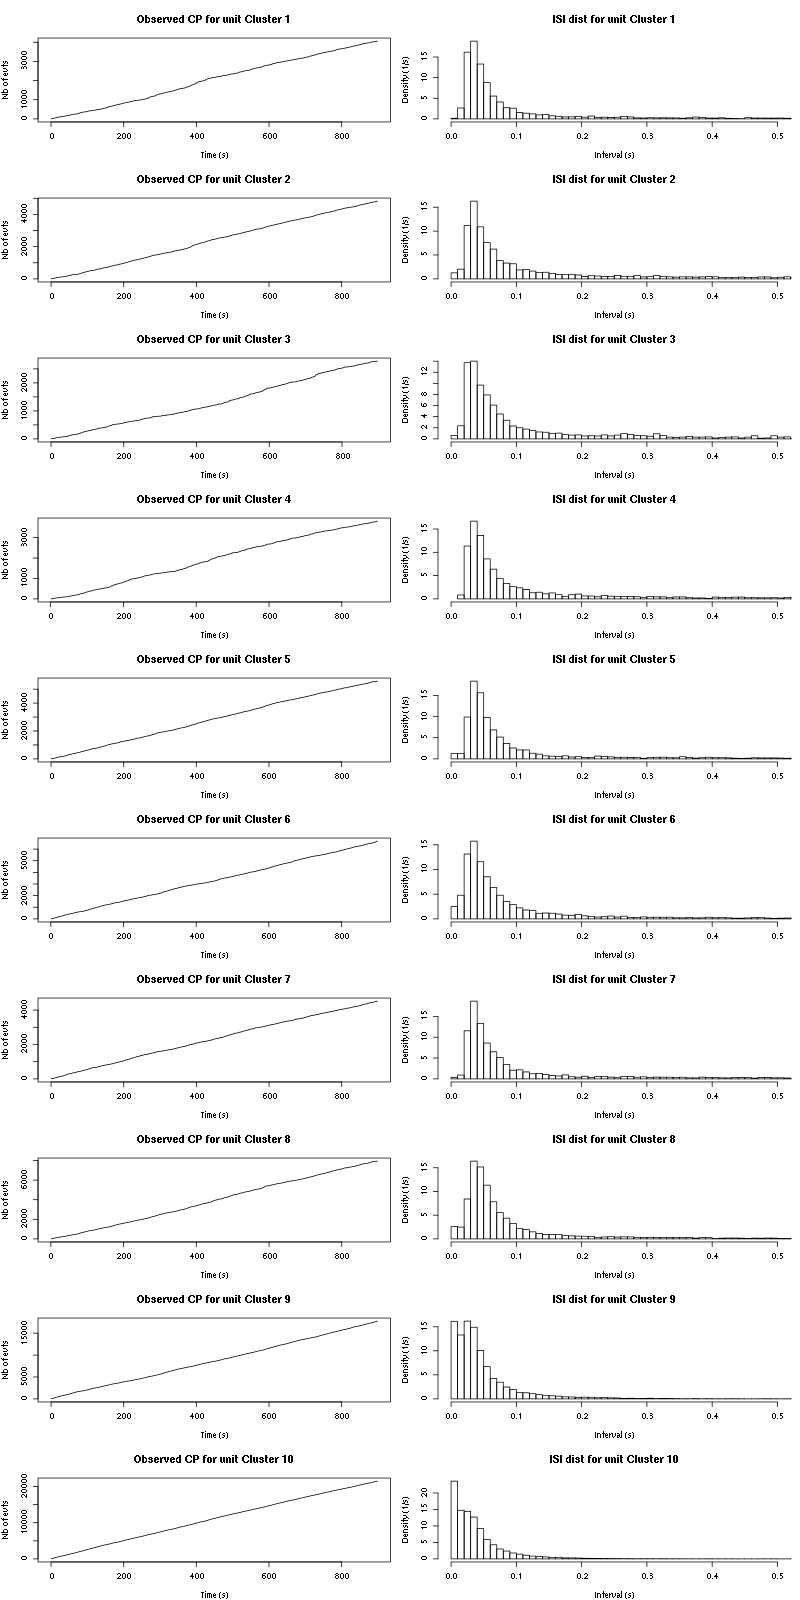 Observed CP for unit Cluster 1
ISI dist for unit Cluster 1
Nb of evts
0 1000 3000
0 200 400 600 800
Time (s)
Density (1/s)
0 5 10 15
0.0 0.1 0.2 0.3 0.4 0.5
Interval (s)
Observed CP for unit Cluster 2
ISI dist for unit Cluster 2
Nb of evts
0 2000 4000
0 200 400 600 800
Time (s)
Density (1/s)
0 5 10 15
0.0 0.1 0.2 0.3 0.4 0.5
Interval (s)
Observed CP for unit Cluster 3
ISI dist for unit Cluster 3
Nb of evts
0 1000 2000
0 200 400 600 800
Time (s)
Density (1/s)
0 2 4 6 8 12
0.0 0.1 0.2 0.3 0.4 0.5
Interval (s)
Observed CP for unit Cluster 4
ISI dist for unit Cluster 4
Nb of evts
0 1000 3000
0 200 400 600 800
Time (s)
Density (1/s)
0 5 10 15
0.0 0.1 0.2 0.3 0.4 0.5
Interval (s)
Observed CP for unit Cluster 5
ISI dist for unit Cluster 5
Nb of evts
0 2000 4000
0 200 400 600 800
Time (s)
Density (1/s)
0 5 10 15
0.0 0.1 0.2 0.3 0.4 0.5
Interval (s)
Observed CP for unit Cluster 6
ISI dist for unit Cluster 6
Nb of evts
0 2000 5000
0 200 400 600 800
Time (s)
Density (1/s)
0 5 10 15
0.0 0.1 0.2 0.3 0.4 0.5
Interval (s)
Observed CP for unit Cluster 7
ISI dist for unit Cluster 7
Nb of evts
0 2000 4000
0 200 400 600 800
Time (s)
Density (1/s)
0 5 10 15
0.0 0.1 0.2 0.3 0.4 0.5
Interval (s)
Observed CP for unit Cluster 8
ISI dist for unit Cluster 8
Nb of evts
0 2000 6000
0 200 400 600 800
Time (s)
Density (1/s)
0 5 10 15
0.0 0.1 0.2 0.3 0.4 0.5
Interval (s)
Observed CP for unit Cluster 9
ISI dist for unit Cluster 9
Nb of evts
0 5000 15000
0 200 400 600 800
Time (s)
Density (1/s)
0 5 10 15
0.0 0.1 0.2 0.3 0.4 0.5
Interval (s)
Observed CP for unit Cluster 10
ISI dist for unit Cluster 10
Nb of evts
0 10000 20000
0 200 400 600 800
Time (s)
Density (1/s)
0 5 10 15 20
0.0 0.1 0.2 0.3 0.4 0.5
Interval (s)